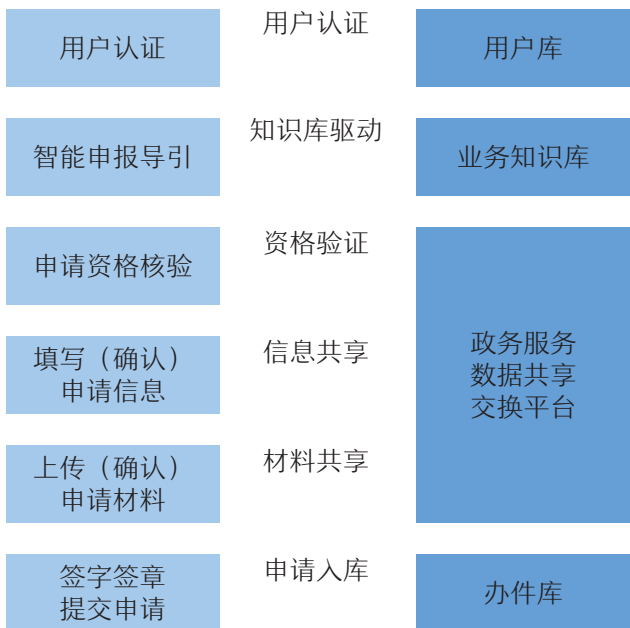 用户认证
用户认证
用户库
智能申报导引
知识库驱动
业务知识库
申请资格核验
资格验证
填写（确认）
申请信息
信息共享
政务服务
数据共享
交换平台
上传（确认）
申请材料
材料共享
签字签章
提交申请
申请入库
办件库